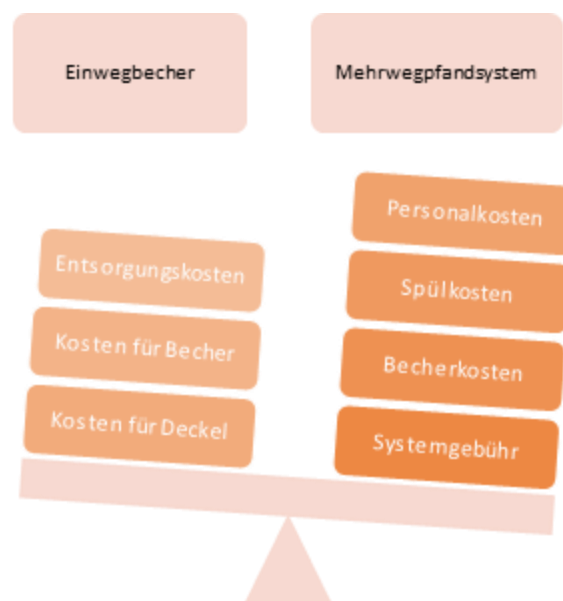 Einwegbecher
Mehrwegpfandsystem
Entsorgungskosten
Kosten für Becher
Kosten für Deckel
Personalkosten
Spülkosten
Becherkosten
Systemgebühr